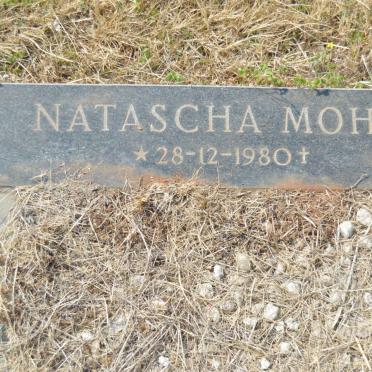 NATASCHA MOH
★ 28-12-1980 ✝